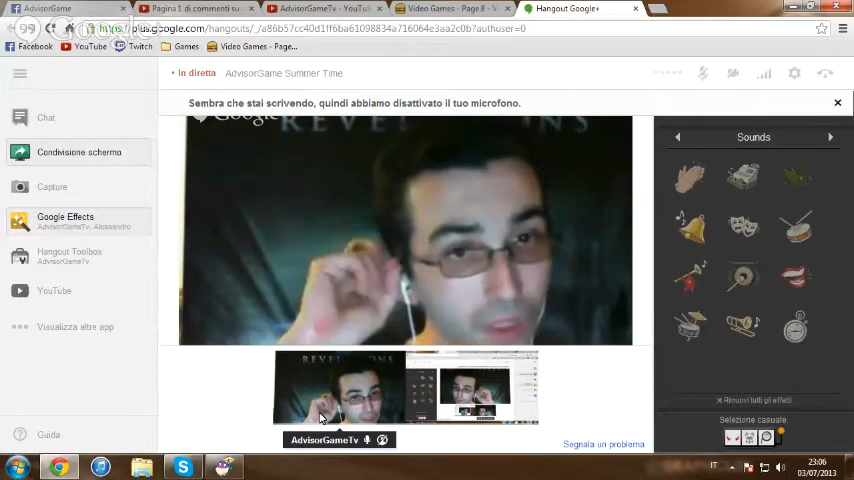 AdvisorGame
Pagina 1 di commenti su
AdvisorGameTv - YouTu
Video Games - Page 8 - V
Hangout Google+
https://plus.google.com/hangouts/_/a86b57cc40d1ff6ba61098834a716064e3aa2c0b?authuser=0
Facebook
YouTube
Twitch
Games
Video Games - Page...
Google+
In diretta
AdvisorGame Summer Time
Sembra che stai scrivendo, quindi abbiamo disattivato il tuo microfono.
Chat
Condivisione schermo
Capture
Google Effects
AdvisorGameTv, Alessandro
Hangout Toolbox
AdvisorGameTv
YouTube
Visualizza altre app
Guida
Google
Sounds
Rimuovi tutti gli effetti
Selezione casuale:
AdvisorGameTv
Segnala un problema
IT
23:06
03/07/2013